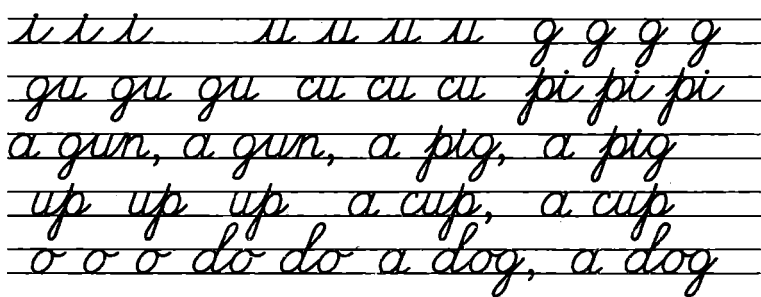 i i i u u u u g g g g
gu gu gu cu cu cu pi pi pi
a gun, a gun, a pig, a pig
up up up a cup, a cup
o o o do do a dog, a dog